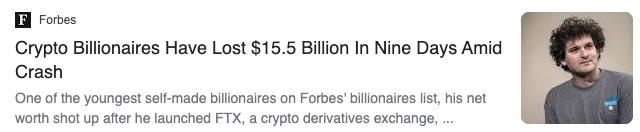 F Forbes
Crypto Billionaires Have Lost $15.5 Billion In Nine Days Amid
Crash
One of the youngest self-made billionaires on Forbes' billionaires list, his net
worth shot up after he launched FTX, a crypto derivatives exchange, ...